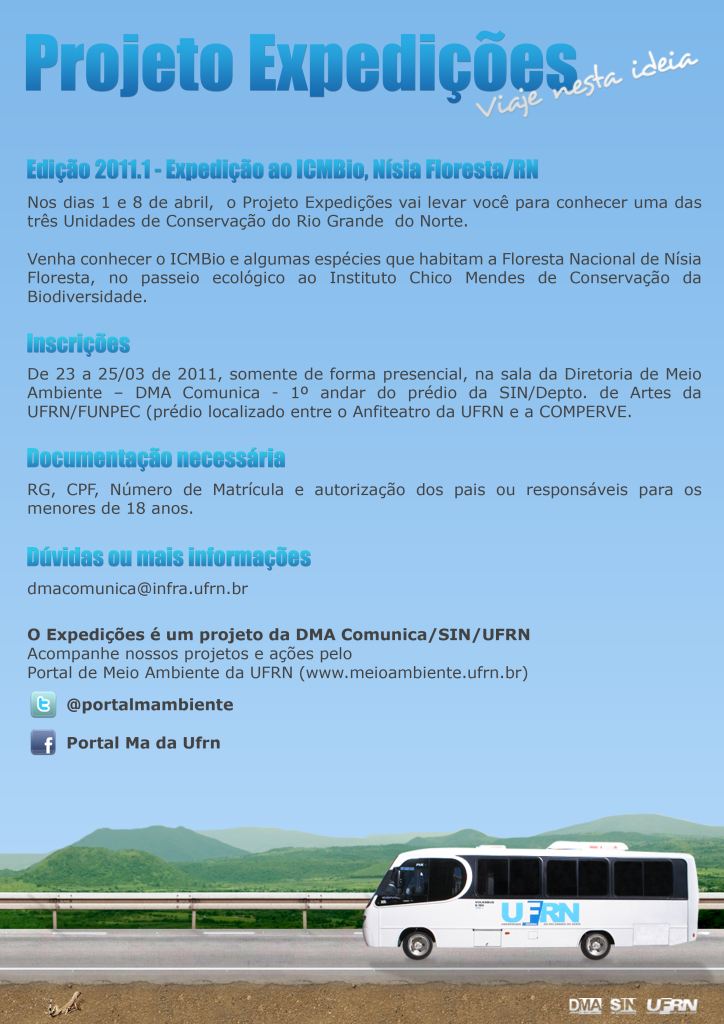 Projeto Expedições
Viaje nesta ideia
Edição 2011.1 - Expedição ao ICMBio, Nísia Floresta/RN
Nos dias 1 e 8 de abril, o Projeto Expedições vai levar você para conhecer uma das
três Unidades de Conservação do Rio Grande do Norte.
Venha conhecer o ICMBio e algumas espécies que habitam a Floresta Nacional de Nísia
Floresta, no passeio ecológico ao Instituto Chico Mendes de Conservação da
Biodiversidade.
Inscrições
De 23 a 25/03 de 2011, somente de forma presencial, na sala da Diretoria de Meio
Ambiente – DMA Comunica - 1º andar do prédio da SIN/Depto. de Artes da
UFRN/FUNPEC (prédio localizado entre o Anfiteatro da UFRN e a COMPERVE.
Documentação necessária
RG, CPF, Número de Matrícula e autorização dos pais ou responsáveis para os
menores de 18 anos.
Dúvidas ou mais informações
dmacomunica@infra.ufrn.br
O Expedições é um projeto da DMA Comunica/SIN/UFRN
Acompanhe nossos projetos e ações pelo
Portal de Meio Ambiente da UFRN (www.meioambiente.ufrn.br)
@portalmambiente
Portal Ma da Ufrn
UFRN
DMA SIN UFRN